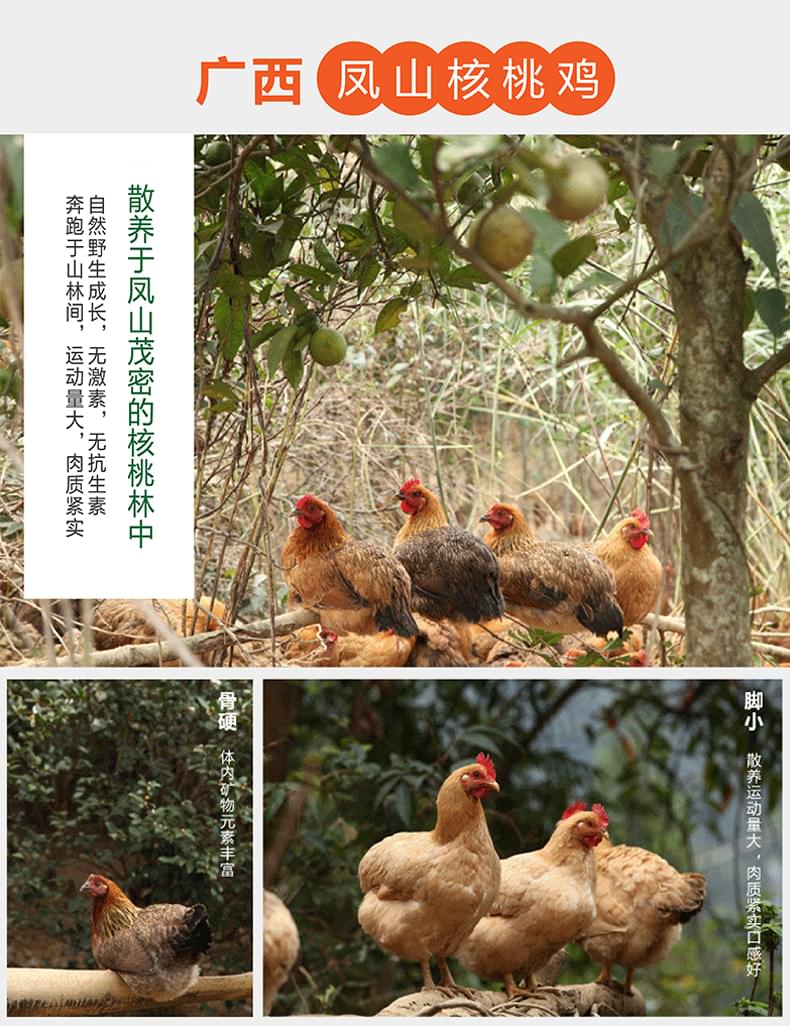 广西 凤山核桃鸡
散养于凤山茂密的核桃林中
自然野生成长，无激素，无抗生素
奔跑于山林间，运动量大，肉质紧实
骨硬
体内矿物元素丰富
脚小
散养运动量大，肉质紧实口感好